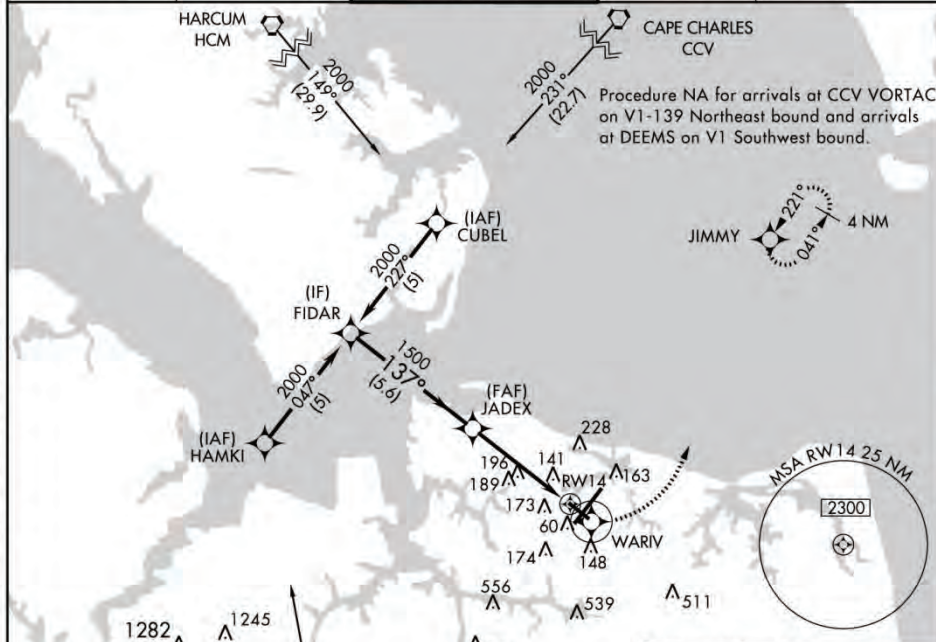 HARCUM
HCM
CAPE CHARLES
CCV
2000
149°
(29.9)
2000
231°
(22.7)
Procedure NA for arrivals at CCV VORTAC
on V1-139 Northeast bound and arrivals
at DEEMS on V1 Southwest bound.
(IAF)
CUBEL
JIMMY
221°
041°
4 NM
2000
227°
(5)
(IF)
FIDAR
1500
137°
(5.6)
2000
047°
(5)
(FAF)
JADEX
(IAF)
HAMKI
228
196
141
RW14
163
189
173
60
WARIV
174
148
MSA RW14 25 NM
2300
556
539
511
1282
1245